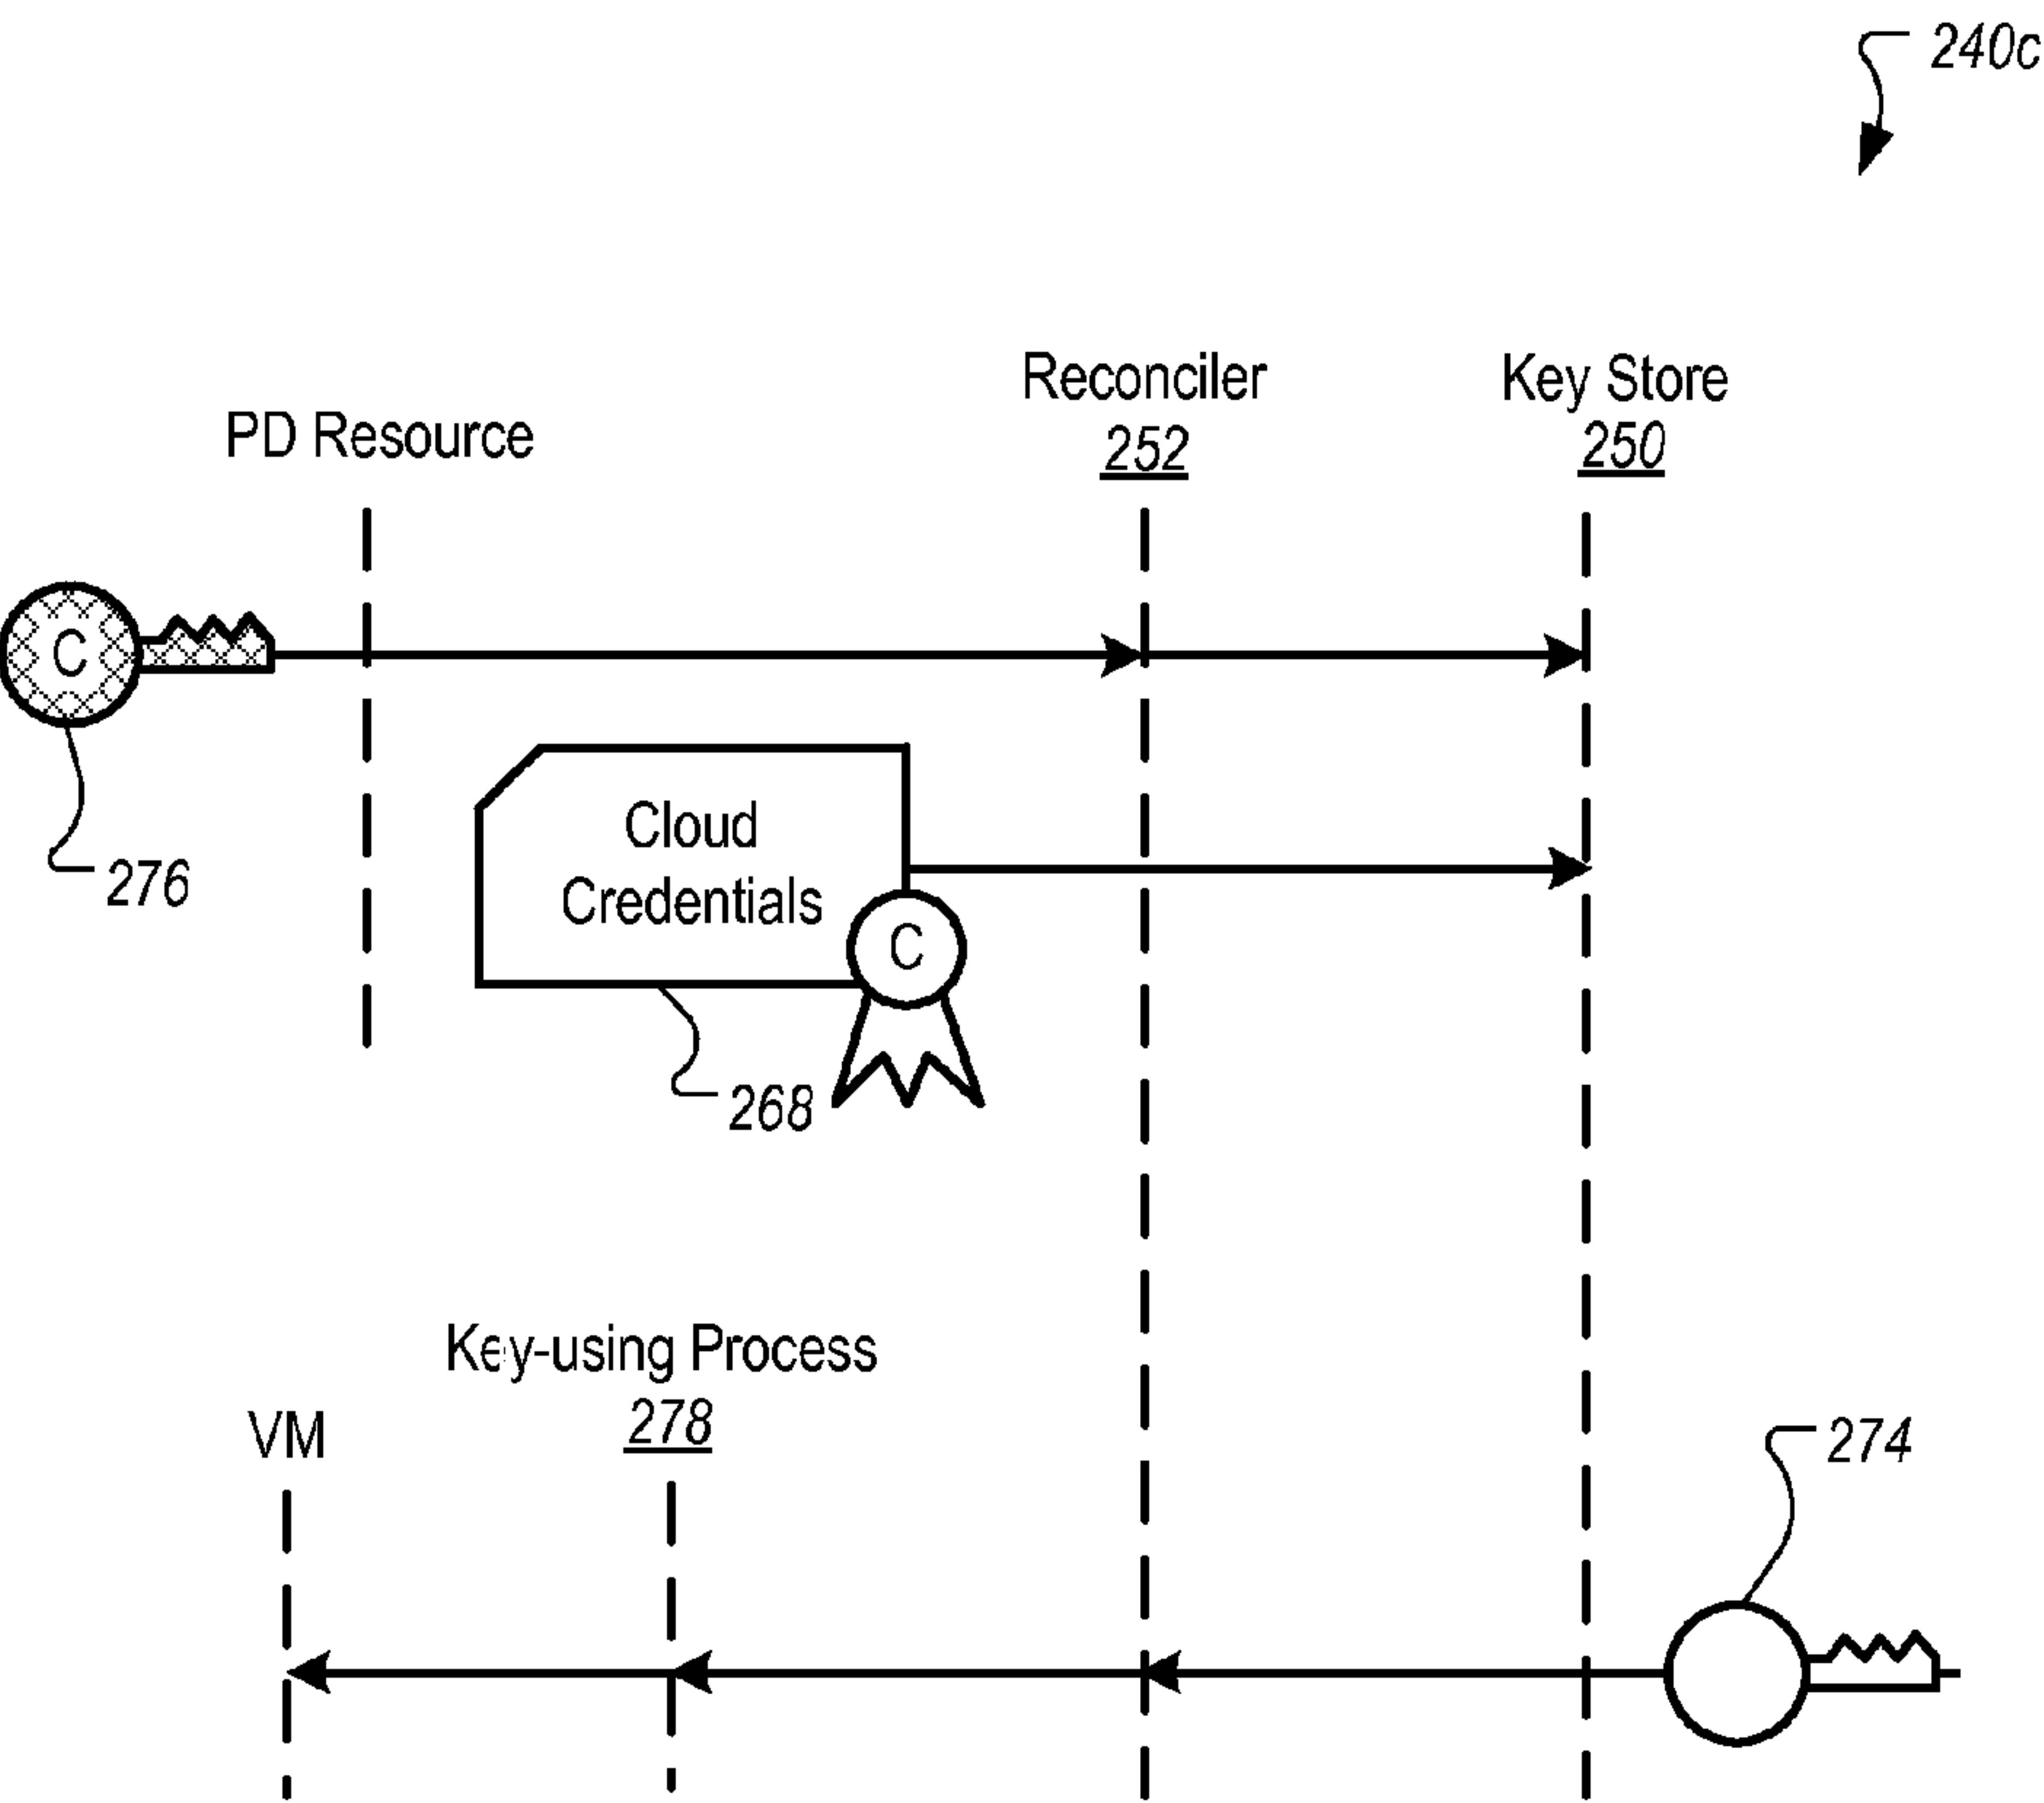 240c
Reconciler
252
Key Store
250
PD Resource
C
276
Cloud
Credentials
C
268
Key-using Process
278
VM
274